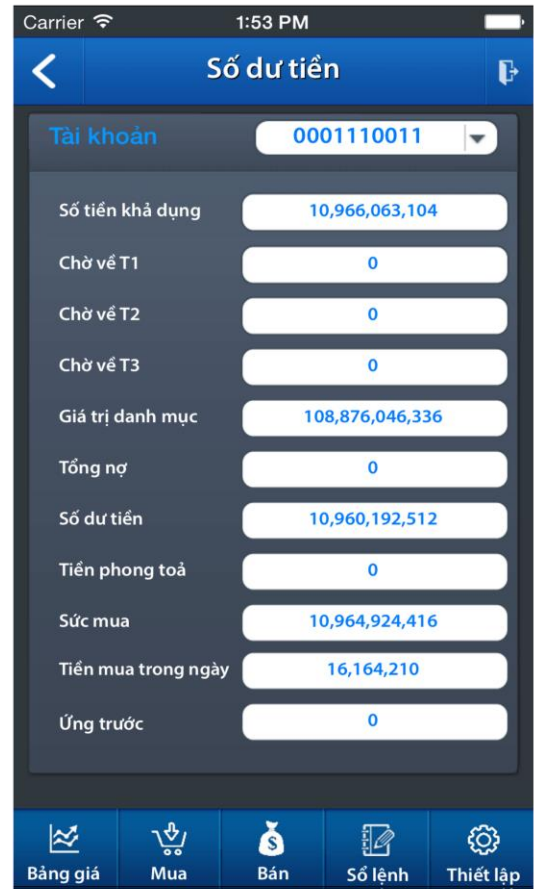 Carrier 1:53 PM
Số dư tiền
Tài khoản 0001110011
Số tiền khả dụng 10,966,063,104
Chờ về T1 0
Chờ về T2 0
Chờ về T3 0
Giá trị danh mục 108,876,046,336
Tổng nợ 0
Số dư tiền 10,960,192,512
Tiền phong toả 0
Sức mua 10,964,924,416
Tiền mua trong ngày 16,164,210
Ứng trước 0
Bảng giá Mua Bán Sổ lệnh Thiết lập